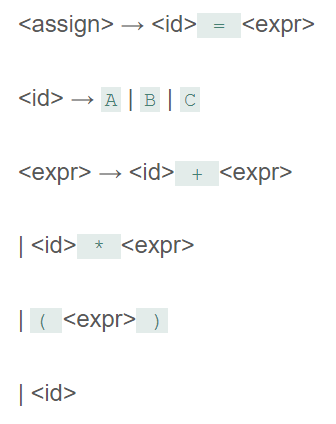 <assign> → <id> = <expr>
<id> → A | B | C
<expr> → <id> + <expr>
| <id> * <expr>
| ( <expr> )
| <id>